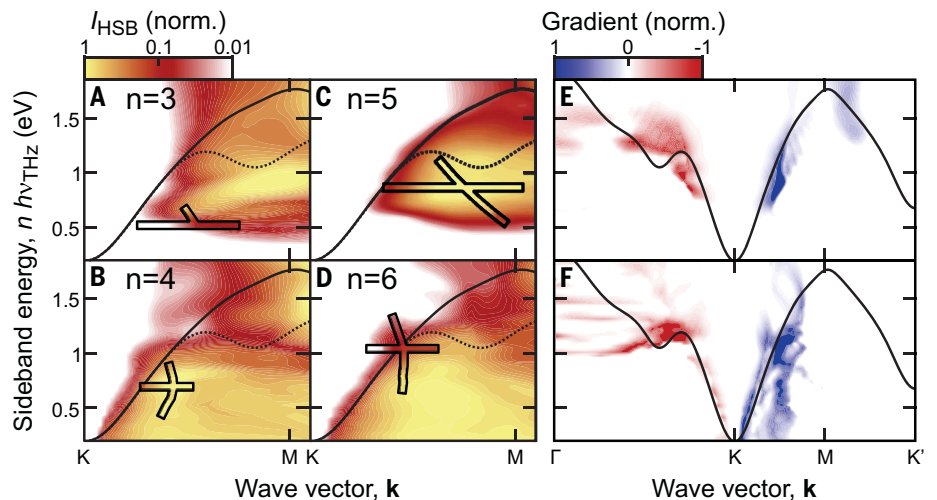 I_HSB (norm.)
Gradient (norm.)
1 0.1 0.01
1 0 -1
A n=3
C n=5
E
B n=4
D n=6
F
Sideband energy, n hν_THz (eV)
1.5
1
0.5
1.5
1
0.5
K M K M Γ K M K'
Wave vector, k
Wave vector, k